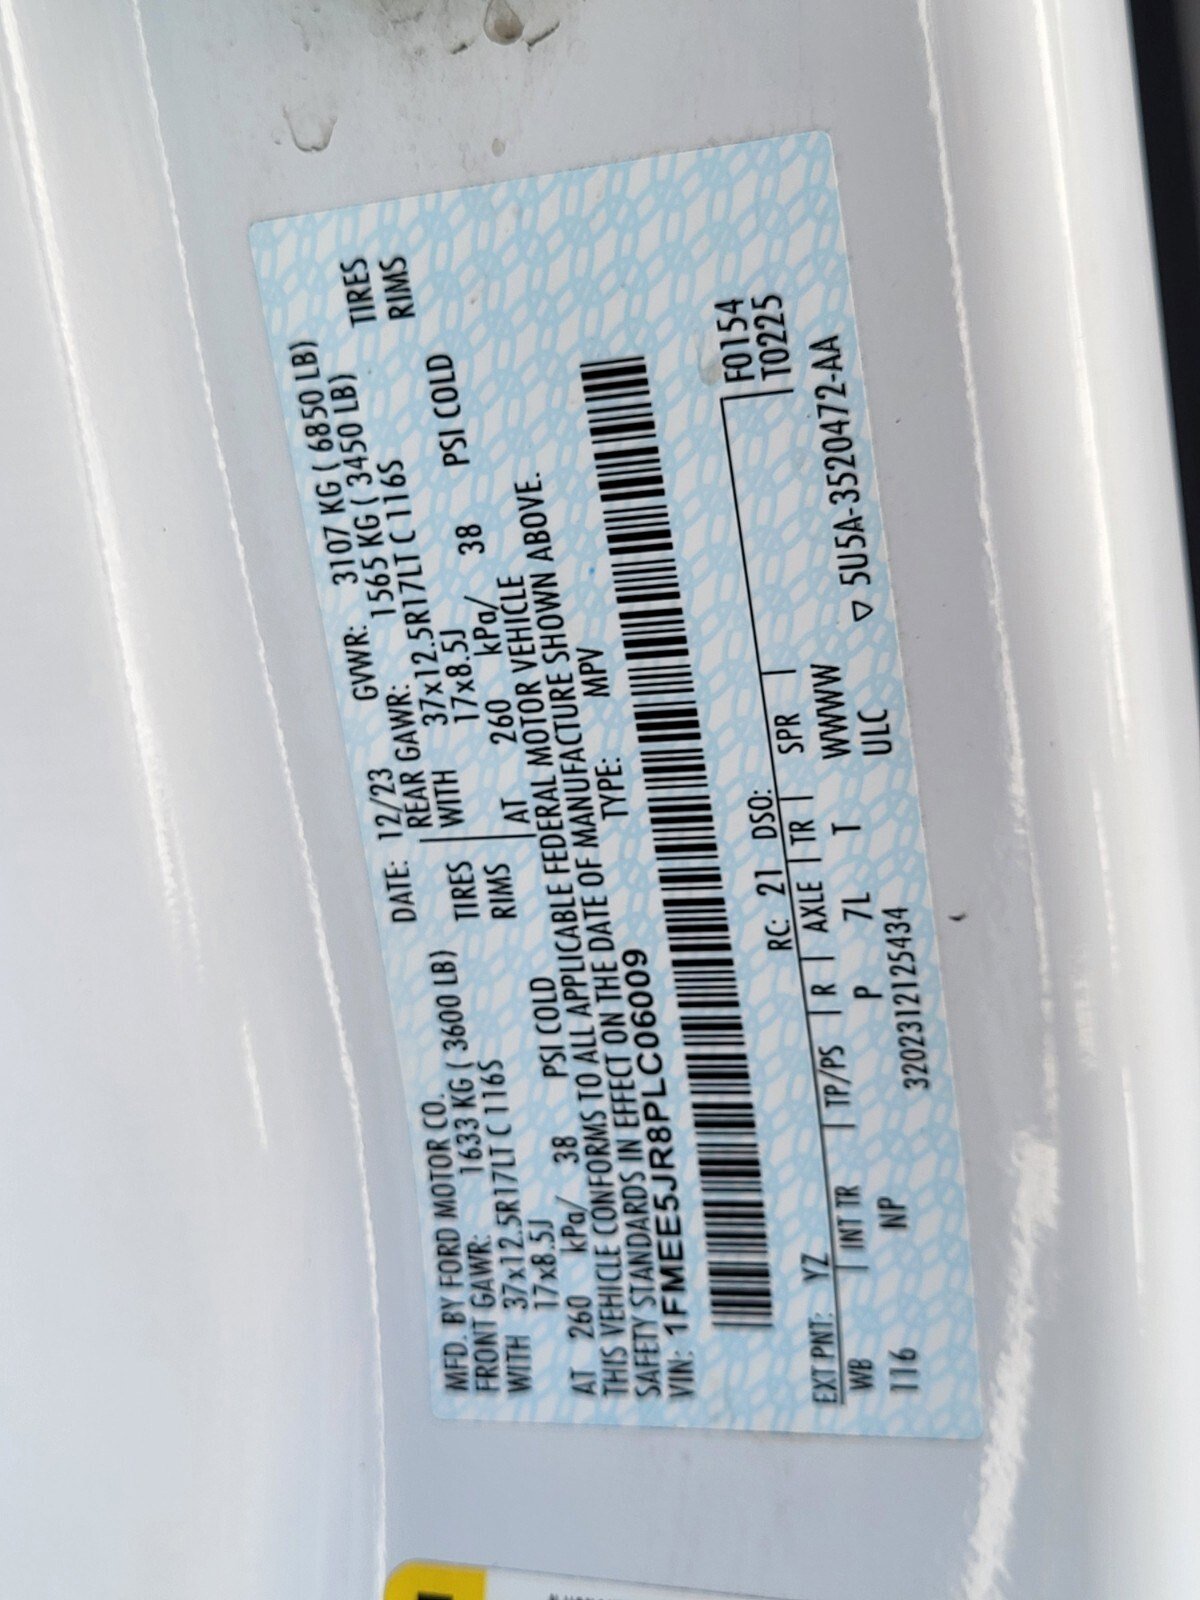 MFD. BY FORD MOTOR CO. DATE: 12/23 GVWR: 3107 KG ( 6850 LB)
FRONT GAWR: 1633 KG ( 3600 LB) REAR GAWR: 1565 KG ( 3450 LB)
WITH 37x12.5R17LT C 116S TIRES WITH 37x12.5R17LT C 116S TIRES
17x8.5J RIMS 17x8.5J RIMS
AT 260 kPa/ 38 PSI COLD AT 260 kPa/ 38 PSI COLD
THIS VEHICLE CONFORMS TO ALL APPLICABLE FEDERAL MOTOR VEHICLE
SAFETY STANDARDS IN EFFECT ON THE DATE OF MANUFACTURE SHOWN ABOVE.
VIN: 1FMEE5JR8PLC06009 TYPE: MPV
F0154
RC: 21 DSO: T0225
EXT PNT: YZ
WB INT TR TP/PS R AXLE TR SPR
116 NP P 7L T WWWW
ULC
▽ 5U5A-3520472-AA
320231212​5434